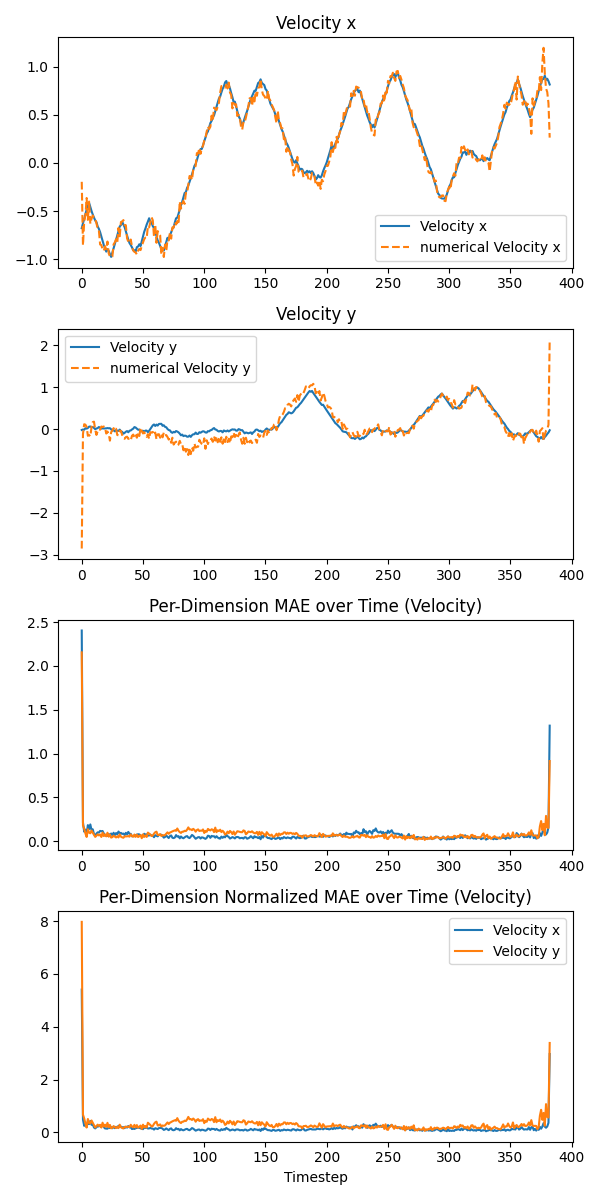 Velocity x
1.0
0.5
0.0
−0.5
−1.0
Velocity x
numerical Velocity x
0 50 100 150 200 250 300 350 400
Velocity y
2
1
0
−1
−2
−3
Velocity y
numerical Velocity y
0 50 100 150 200 250 300 350 400
Per-Dimension MAE over Time (Velocity)
2.5
2.0
1.5
1.0
0.5
0.0
0 50 100 150 200 250 300 350 400
Per-Dimension Normalized MAE over Time (Velocity)
8
6
4
2
0
Velocity x
Velocity y
0 50 100 150 200 250 300 350 400
Timestep